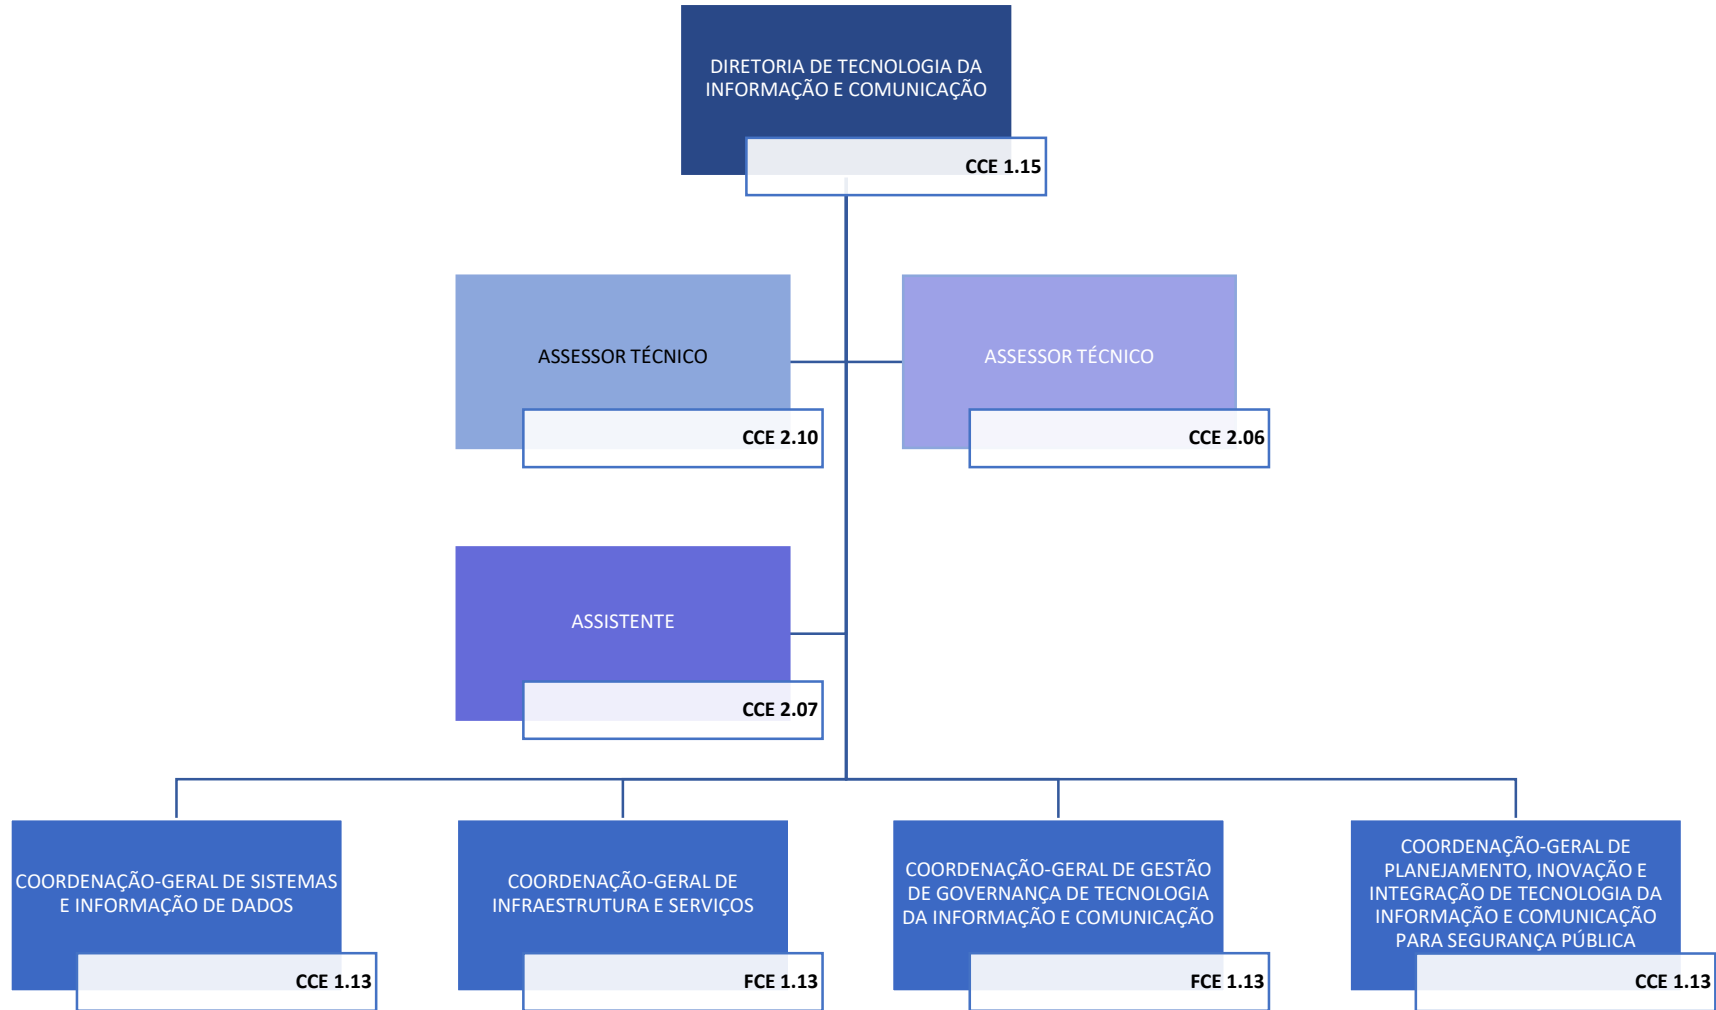 DIRETORIA DE TECNOLOGIA DA
INFORMAÇÃO E COMUNICAÇÃO
CCE 1.15
ASSESSOR TÉCNICO
CCE 2.10
ASSESSOR TÉCNICO
CCE 2.06
ASSISTENTE
CCE 2.07
COORDENAÇÃO-GERAL DE SISTEMAS
E INFORMAÇÃO DE DADOS
CCE 1.13
COORDENAÇÃO-GERAL DE
INFRAESTRUTURA E SERVIÇOS
FCE 1.13
COORDENAÇÃO-GERAL DE GESTÃO
DE GOVERNANÇA DE TECNOLOGIA
DA INFORMAÇÃO E COMUNICAÇÃO
FCE 1.13
COORDENAÇÃO-GERAL DE
PLANEJAMENTO, INOVAÇÃO E
INTEGRAÇÃO DE TECNOLOGIA DA
INFORMAÇÃO E COMUNICAÇÃO
PARA SEGURANÇA PÚBLICA
CCE 1.13